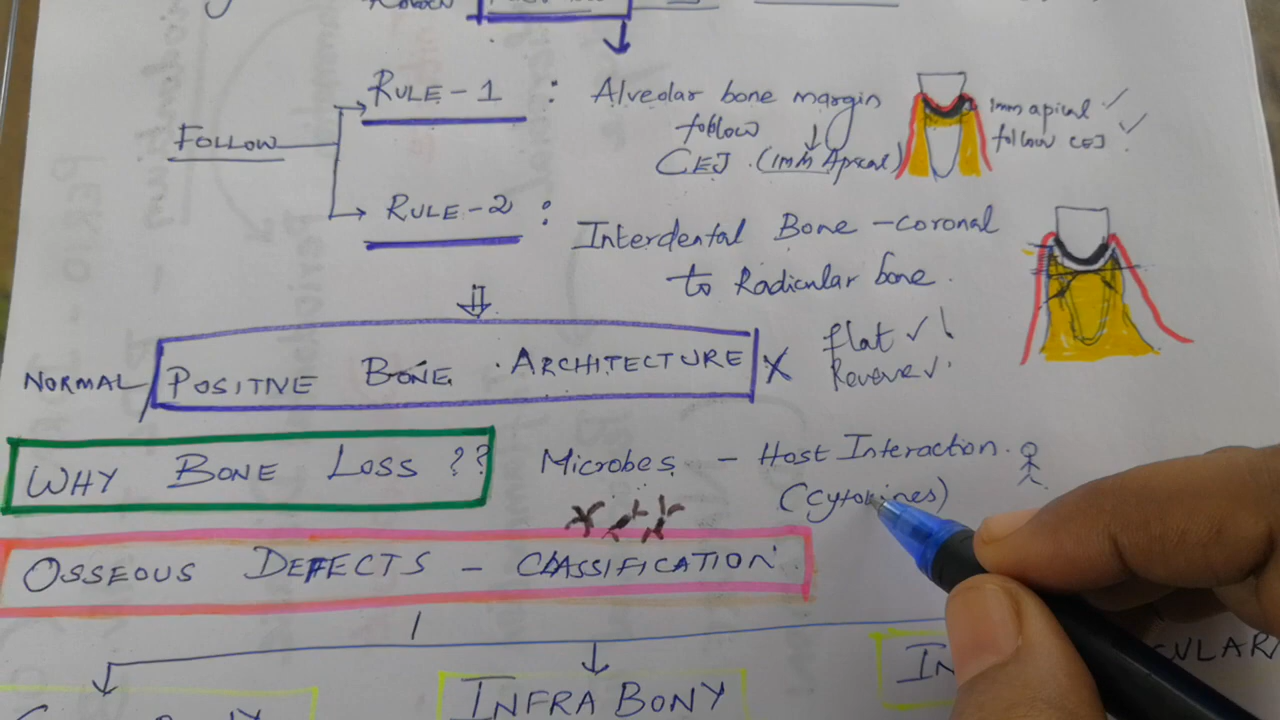 FOLLOW
RULE-1 : Alveolar bone margin
follow
CEJ. (1mm Apical)
1mm apical ✓
follow CEJ ✓
RULE-2 : Interdental Bone - coronal
to Radicular bone.
NORMAL / POSITIVE BONE ARCHITECTURE X
flat ✓
Reverse ✓
WHY BONE LOSS ??
Microbes - Host Interaction.
(Cytokines)
OSSEOUS DEFECTS - CLASSIFICATION
INFRA BONY